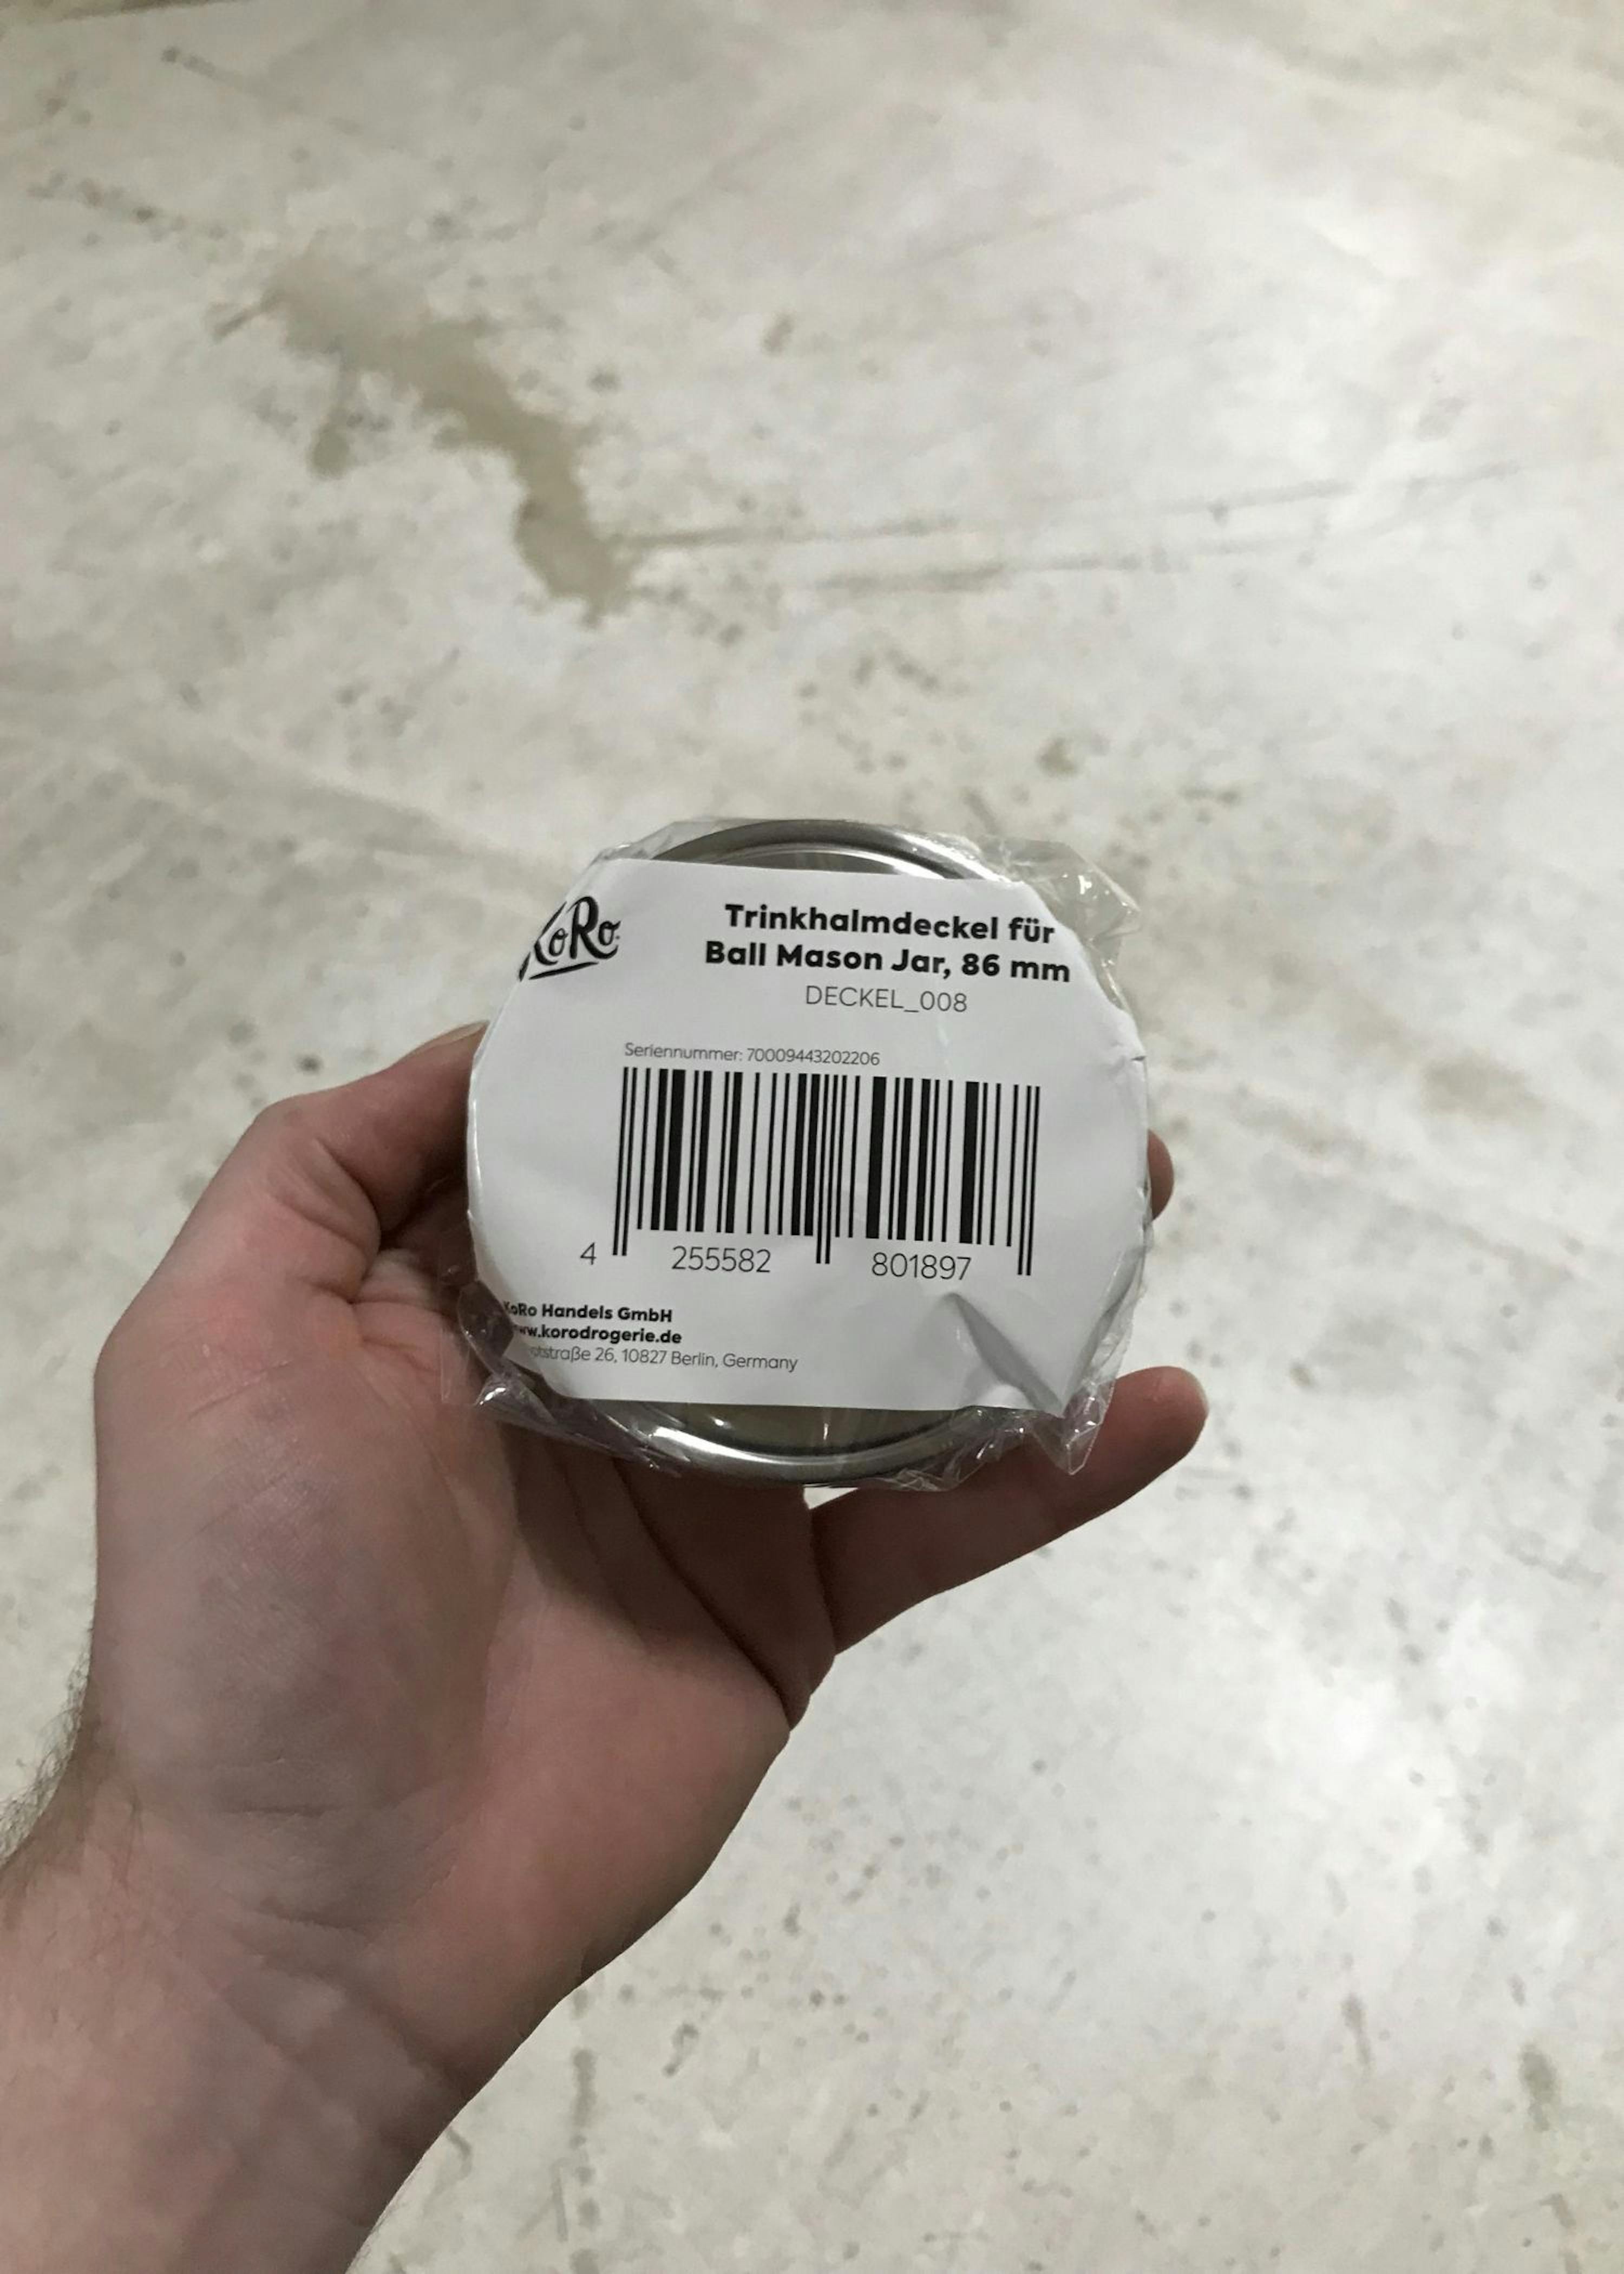 KoRo
Trinkhalmdeckel für
Ball Mason Jar, 86 mm
DECKEL_008
Seriennummer: 70009443202206
4 255582 801897
KoRo Handels GmbH
www.korodrogerie.de
26, 10827 Berlin, Germany